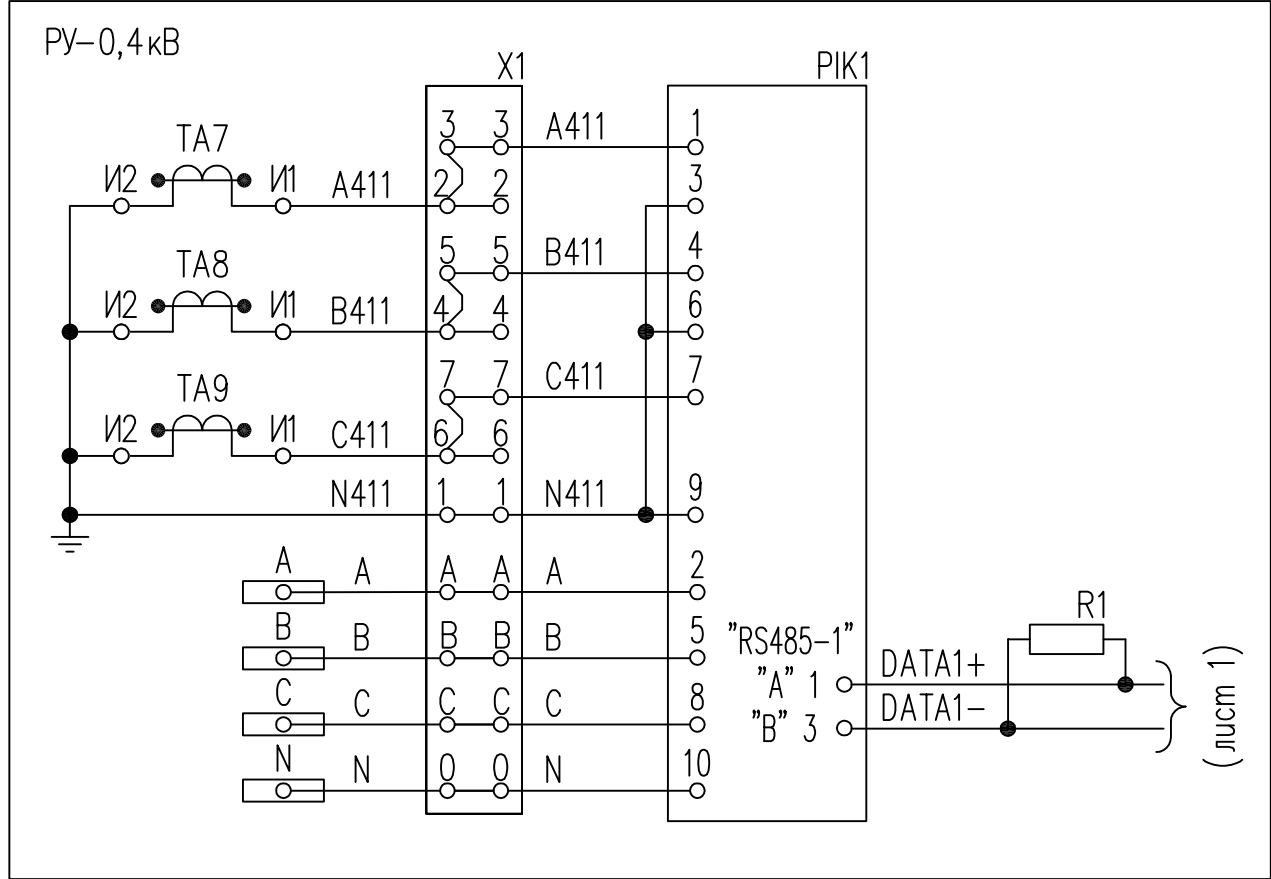 РУ-0,4кВ
X1
PIK1
3 3 A411 1
TA7
И2 И1 A411 2 2 3
5 5 B411 4
TA8
И2 И1 B411 4 4 6
7 7 C411 7
TA9
И2 И1 C411 6 6
N411 1 1 N411 9
A A A A A 2
R1
B B B B B 5 "RS485-1"
"A" 1 DATA1+
C C C C C 8
"B" 3 DATA1-
(лист 1)
N N 0 0 N 10